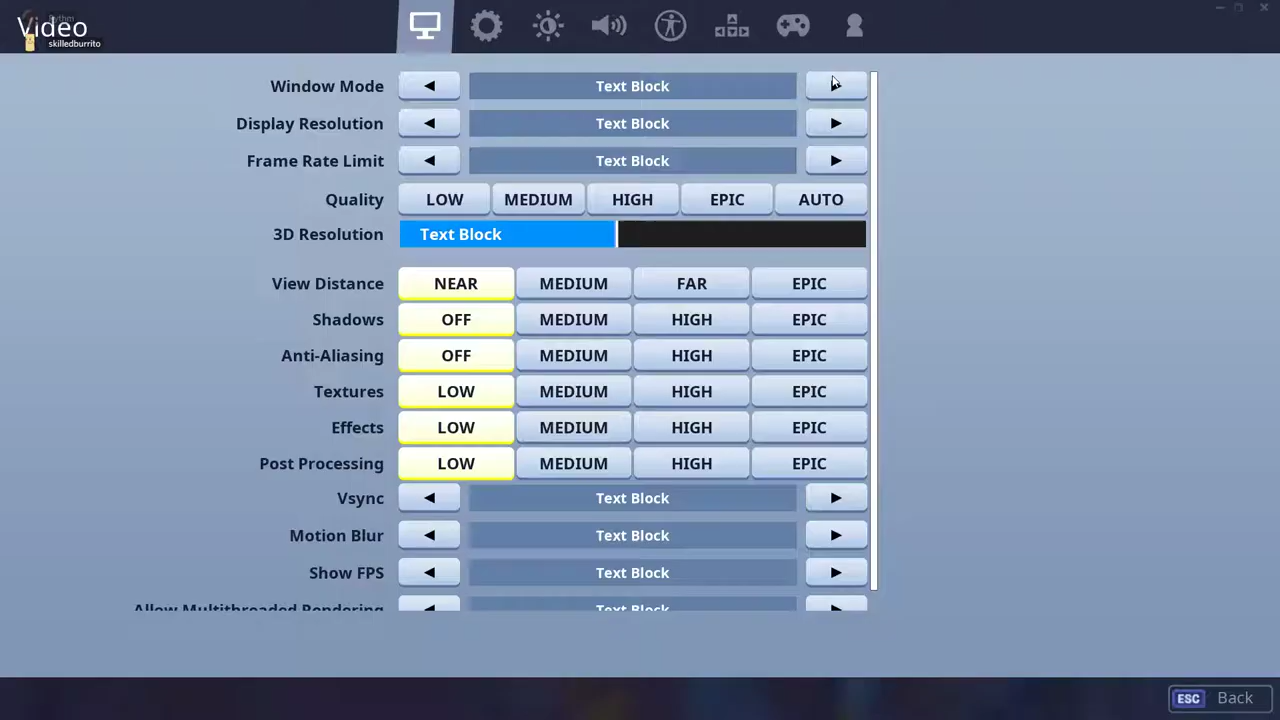 Rythm
Video
skilledburrito
Window Mode ◄ Text Block ►
Display Resolution ◄ Text Block ►
Frame Rate Limit ◄ Text Block ►
Quality LOW MEDIUM HIGH EPIC AUTO
3D Resolution Text Block
View Distance NEAR MEDIUM FAR EPIC
Shadows OFF MEDIUM HIGH EPIC
Anti-Aliasing OFF MEDIUM HIGH EPIC
Textures LOW MEDIUM HIGH EPIC
Effects LOW MEDIUM HIGH EPIC
Post Processing LOW MEDIUM HIGH EPIC
Vsync ◄ Text Block ►
Motion Blur ◄ Text Block ►
Show FPS ◄ Text Block ►
Allow Multithreaded Rendering ◄ Text Block ►
ESC Back